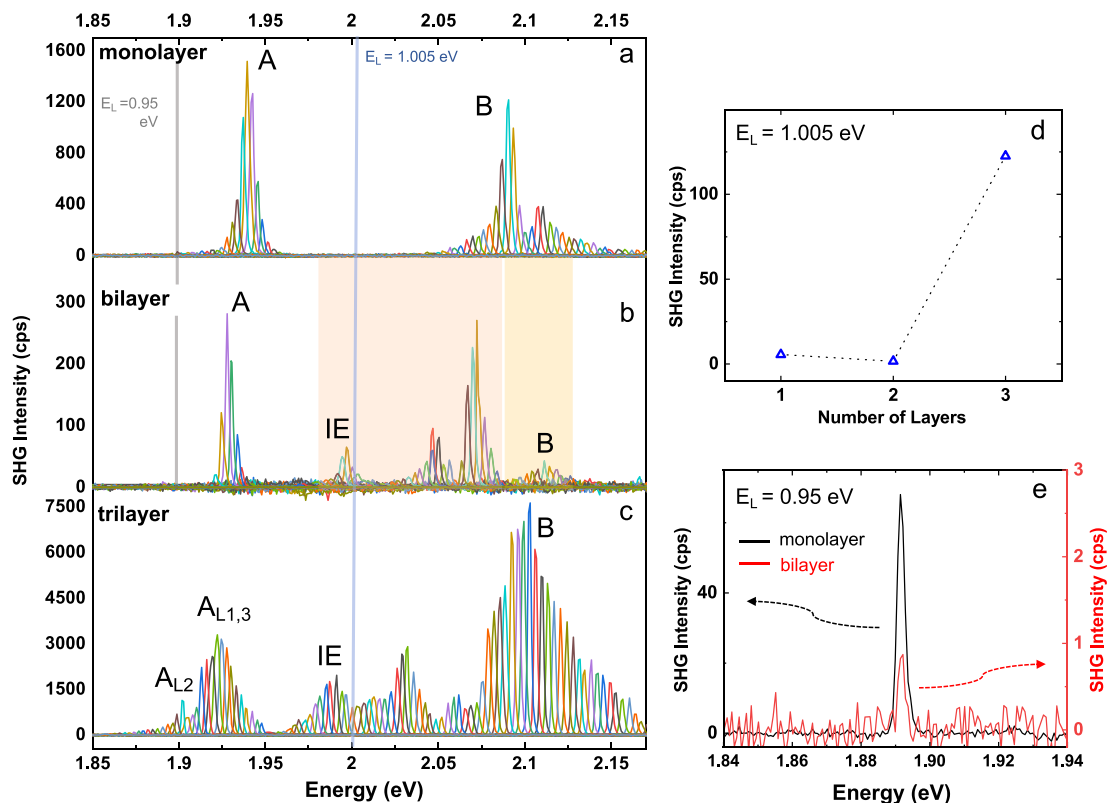 1.85 1.9 1.95 2 2.05 2.1 2.15
1600
1200
800
400
0
monolayer
A
B
a
E_L = 1.005 eV
E_L =0.95
eV
300
200
100
0
bilayer
A
IE
B
b
SHG Intensity (cps)
7500
6000
4500
3000
1500
0
trilayer
A_L2
A_L1,3
IE
B
c
1.85 1.9 1.95 2 2.05 2.1 2.15
Energy (eV)
E_L = 1.005 eV
d
100
50
0
SHG Intensity (cps)
1 2 3
Number of Layers
E_L = 0.95 eV
e
monolayer
bilayer
40
0
SHG Intensity (cps)
3
2
1
0
SHG Intensity (cps)
1.84 1.86 1.88 1.90 1.92 1.94
Energy (eV)